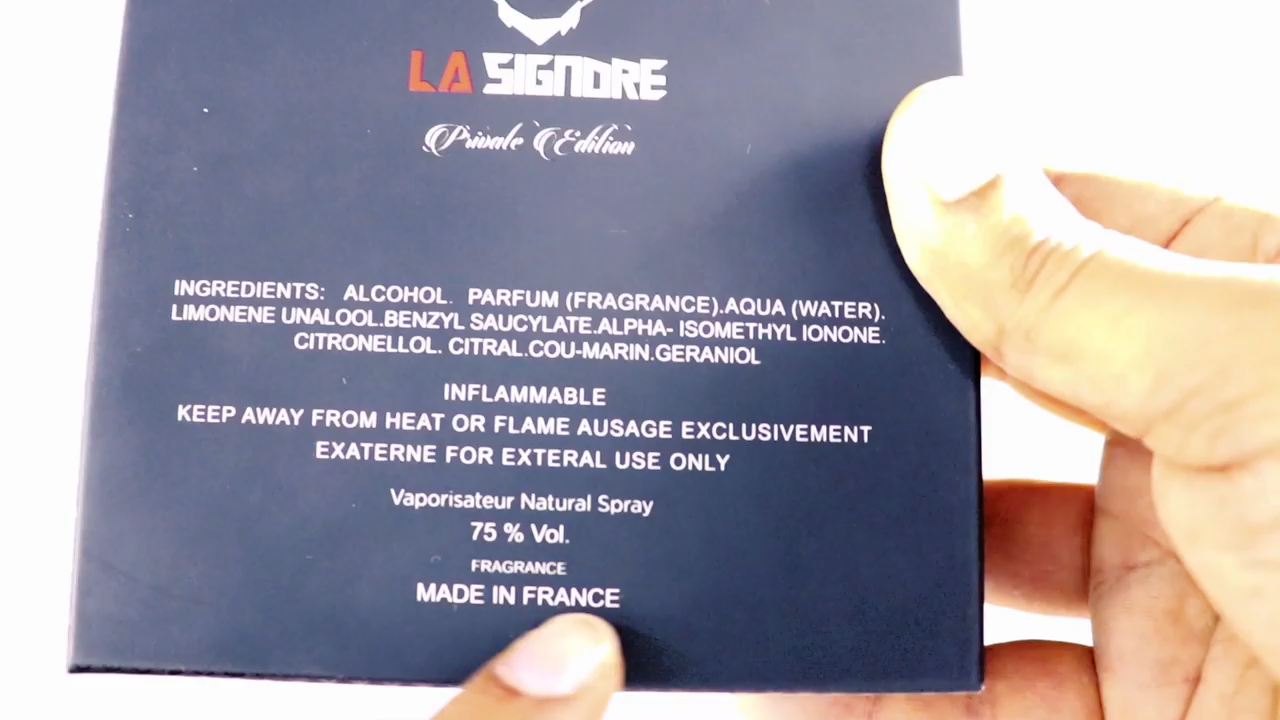 LA SIGNORE
Private Edition
INGREDIENTS: ALCOHOL. PARFUM (FRAGRANCE).AQUA (WATER).
LIMONENE UNALOOL.BENZYL SAUCYLATE.ALPHA- ISOMETHYL IONONE.
CITRONELLOL. CITRAL.COU-MARIN.GERANIOL
INFLAMMABLE
KEEP AWAY FROM HEAT OR FLAME AUSAGE EXCLUSIVEMENT
EXATERNE FOR EXTERAL USE ONLY
Vaporisateur Natural Spray
75 % Vol.
FRAGRANCE
MADE IN FRANCE